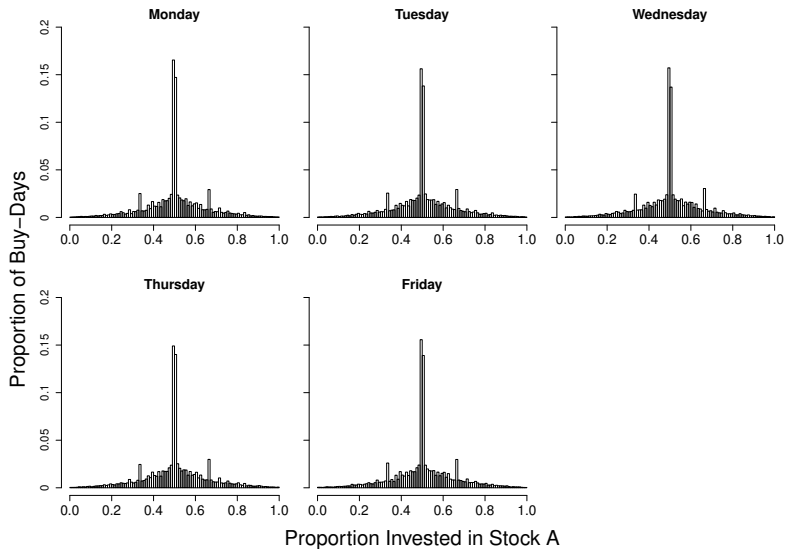 Monday Tuesday Wednesday
0.2
0.15
0.1
0.05
0
0.0 0.2 0.4 0.6 0.8 1.0 0.0 0.2 0.4 0.6 0.8 1.0 0.0 0.2 0.4 0.6 0.8 1.0
Proportion of Buy−Days
Thursday Friday
0.2
0.15
0.1
0.05
0
0.0 0.2 0.4 0.6 0.8 1.0 0.0 0.2 0.4 0.6 0.8 1.0
Proportion Invested in Stock A